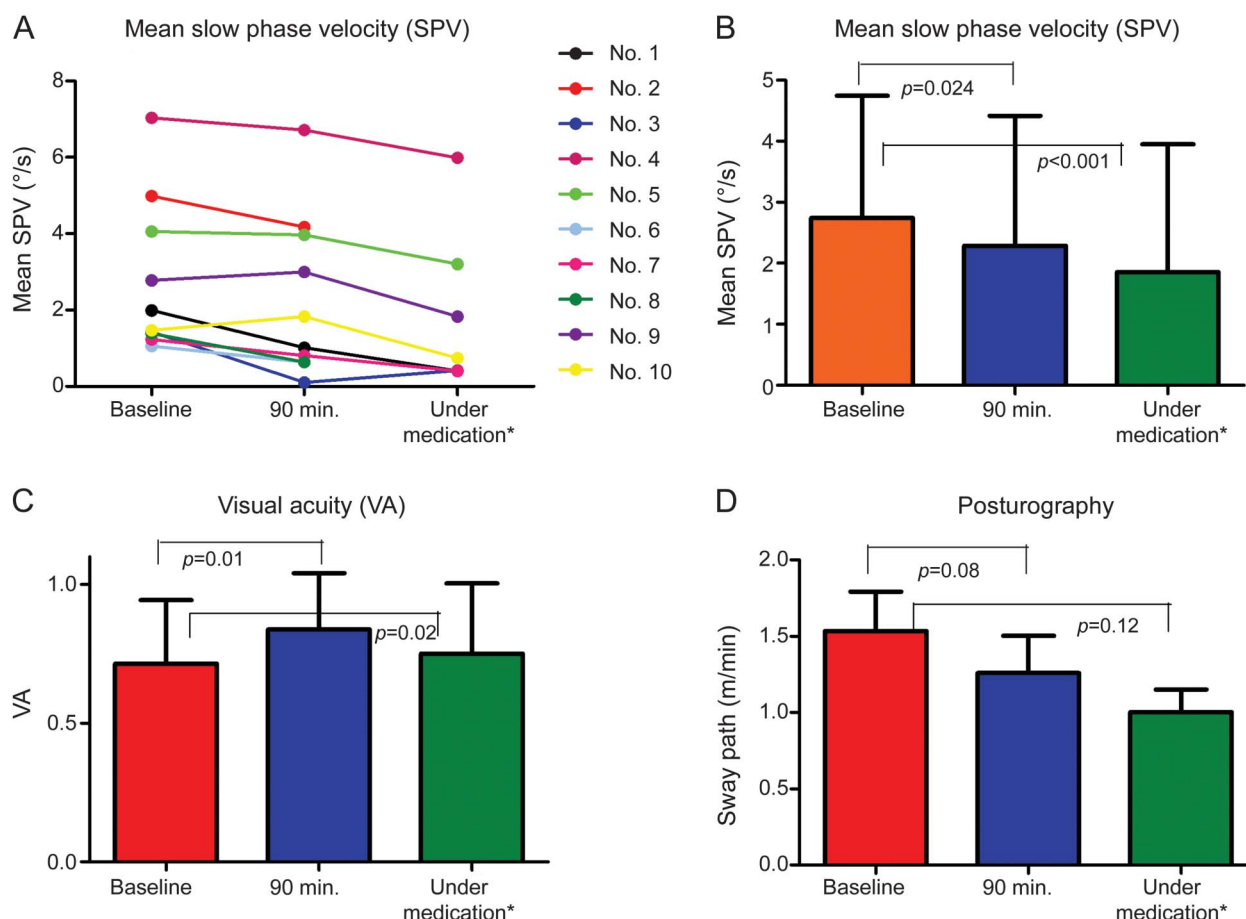 A
Mean slow phase velocity (SPV)
8
6
4
2
0
Mean SPV (°/s)
Baseline
90 min.
Under
medication*
No. 1
No. 2
No. 3
No. 4
No. 5
No. 6
No. 7
No. 8
No. 9
No. 10
B
Mean slow phase velocity (SPV)
5
4
3
2
1
0
Mean SPV (°/s)
p=0.024
p<0.001
Baseline
90 min.
Under
medication*
C
Visual acuity (VA)
1.0
0.5
0.0
VA
p=0.01
p=0.02
Baseline
90 min.
Under
medication*
D
Posturography
2.0
1.5
1.0
0.5
0.0
Sway path (m/min)
p=0.08
p=0.12
Baseline
90 min.
Under
medication*